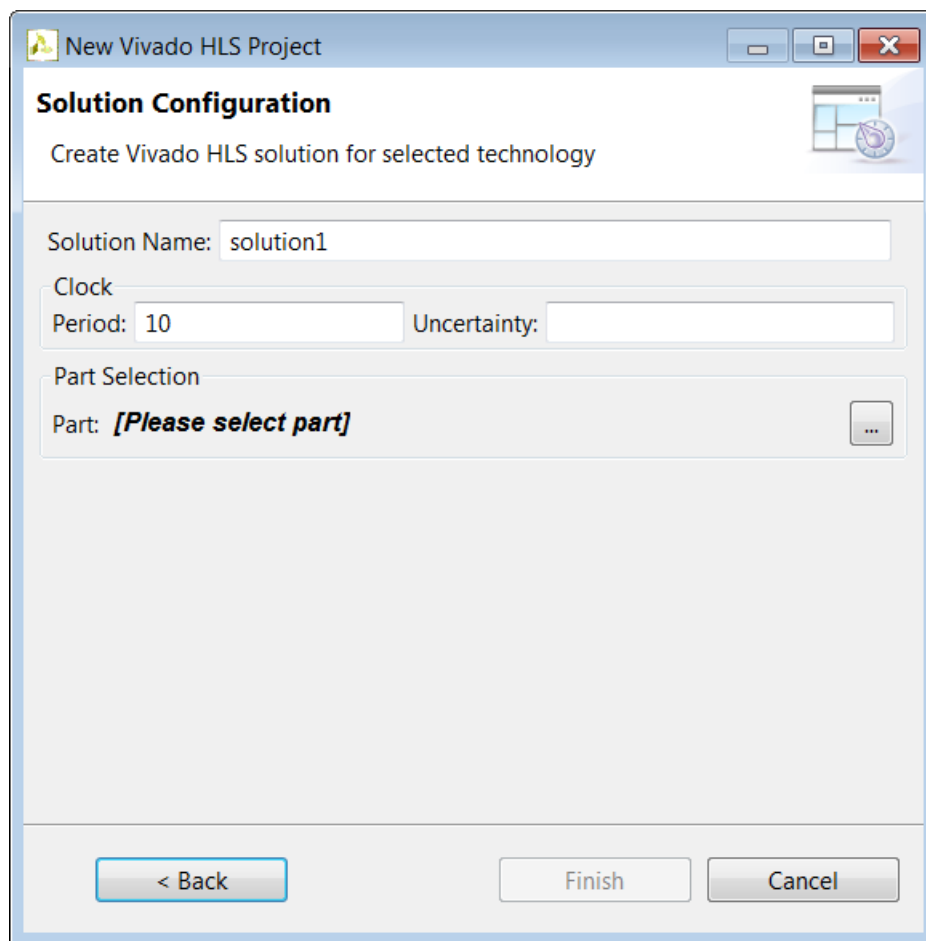 New Vivado HLS Project
Solution Configuration
Create Vivado HLS solution for selected technology
Solution Name: solution1
Clock
Period: 10 Uncertainty:
Part Selection
Part: [Please select part] ...
< Back Finish Cancel